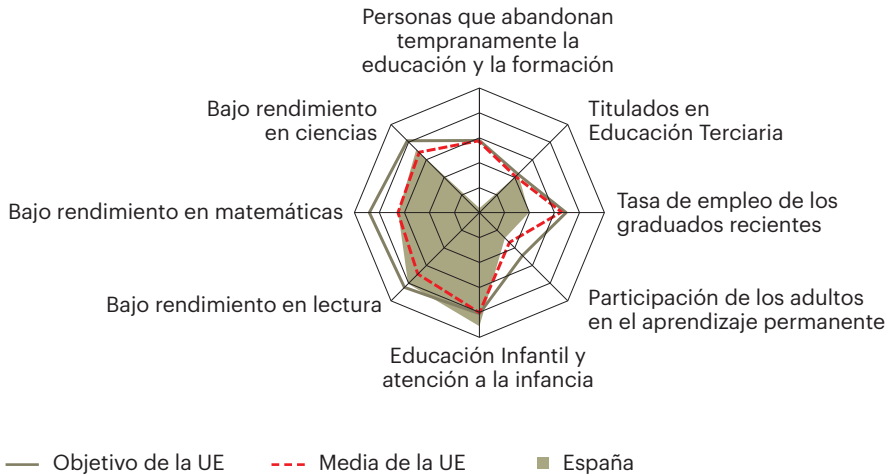 Personas que abandonan
tempranamente la
educación y la formación
Bajo rendimiento
en ciencias
Titulados en
Educación Terciaria
Bajo rendimiento en matemáticas
Tasa de empleo de los
graduados recientes
Bajo rendimiento en lectura
Participación de los adultos
en el aprendizaje permanente
Educación Infantil y
atención a la infancia
Objetivo de la UE
Media de la UE
España